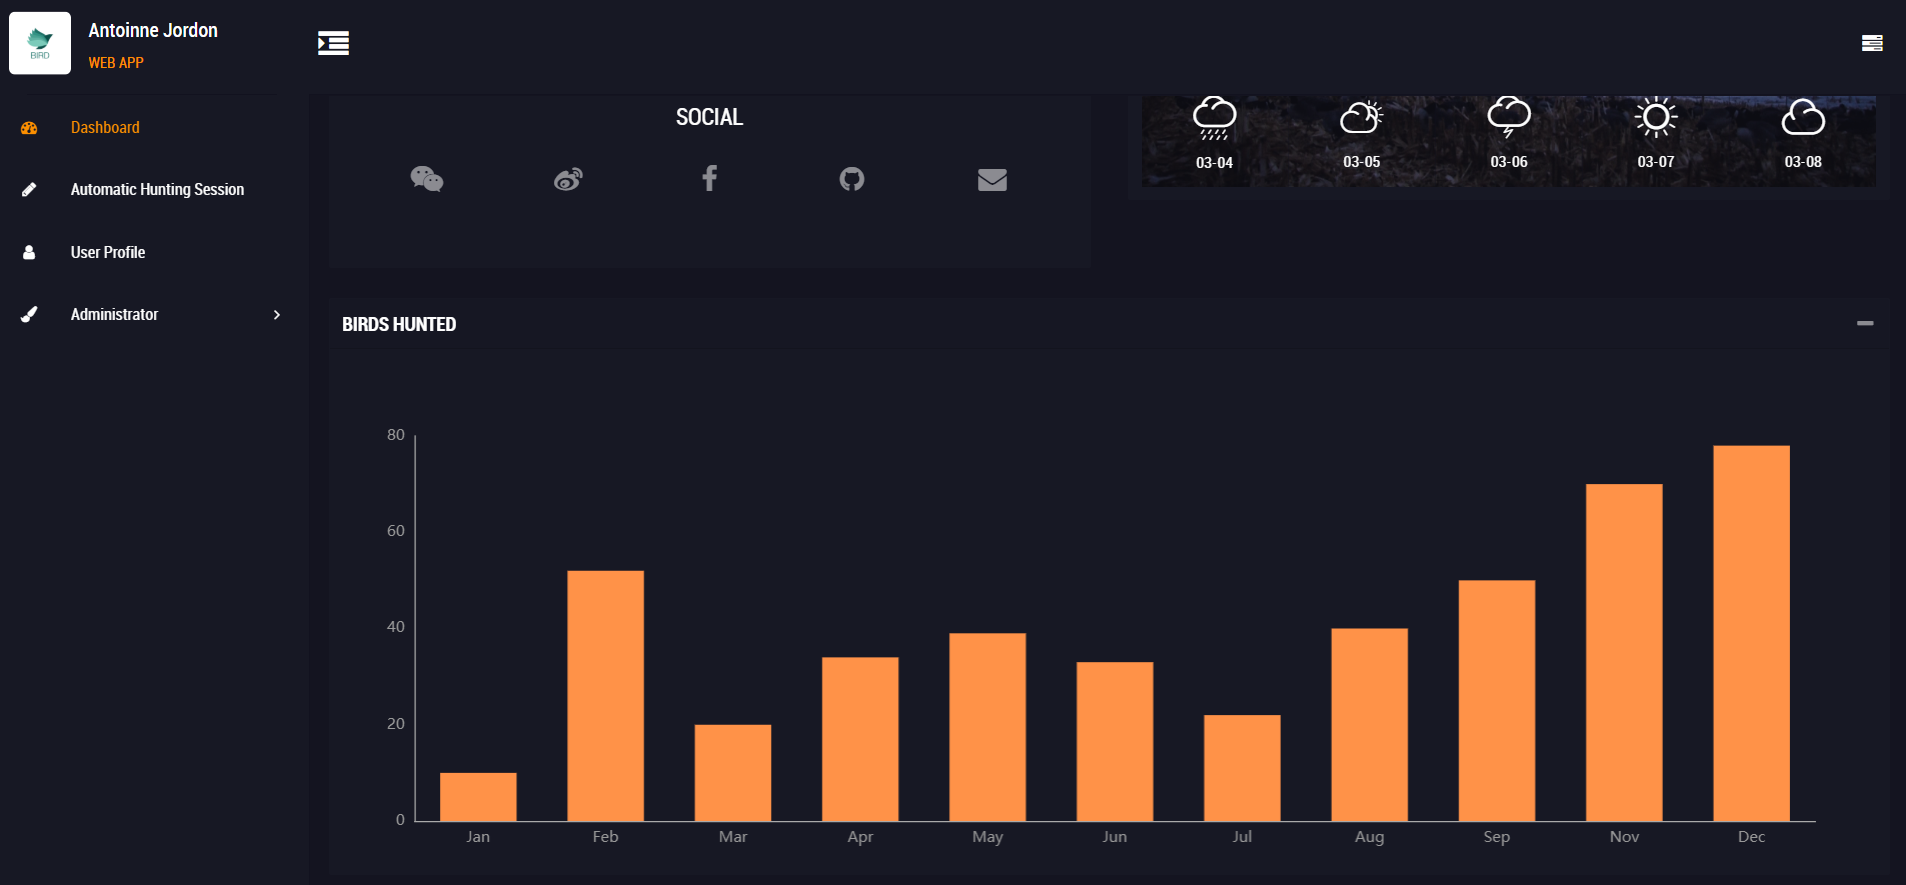 Antoinne Jordon
WEB APP
BIRD
Dashboard
Automatic Hunting Session
User Profile
Administrator
SOCIAL
03-04
03-05
03-06
03-07
03-08
BIRDS HUNTED
80
60
40
20
0
Jan
Feb
Mar
Apr
May
Jun
Jul
Aug
Sep
Nov
Dec